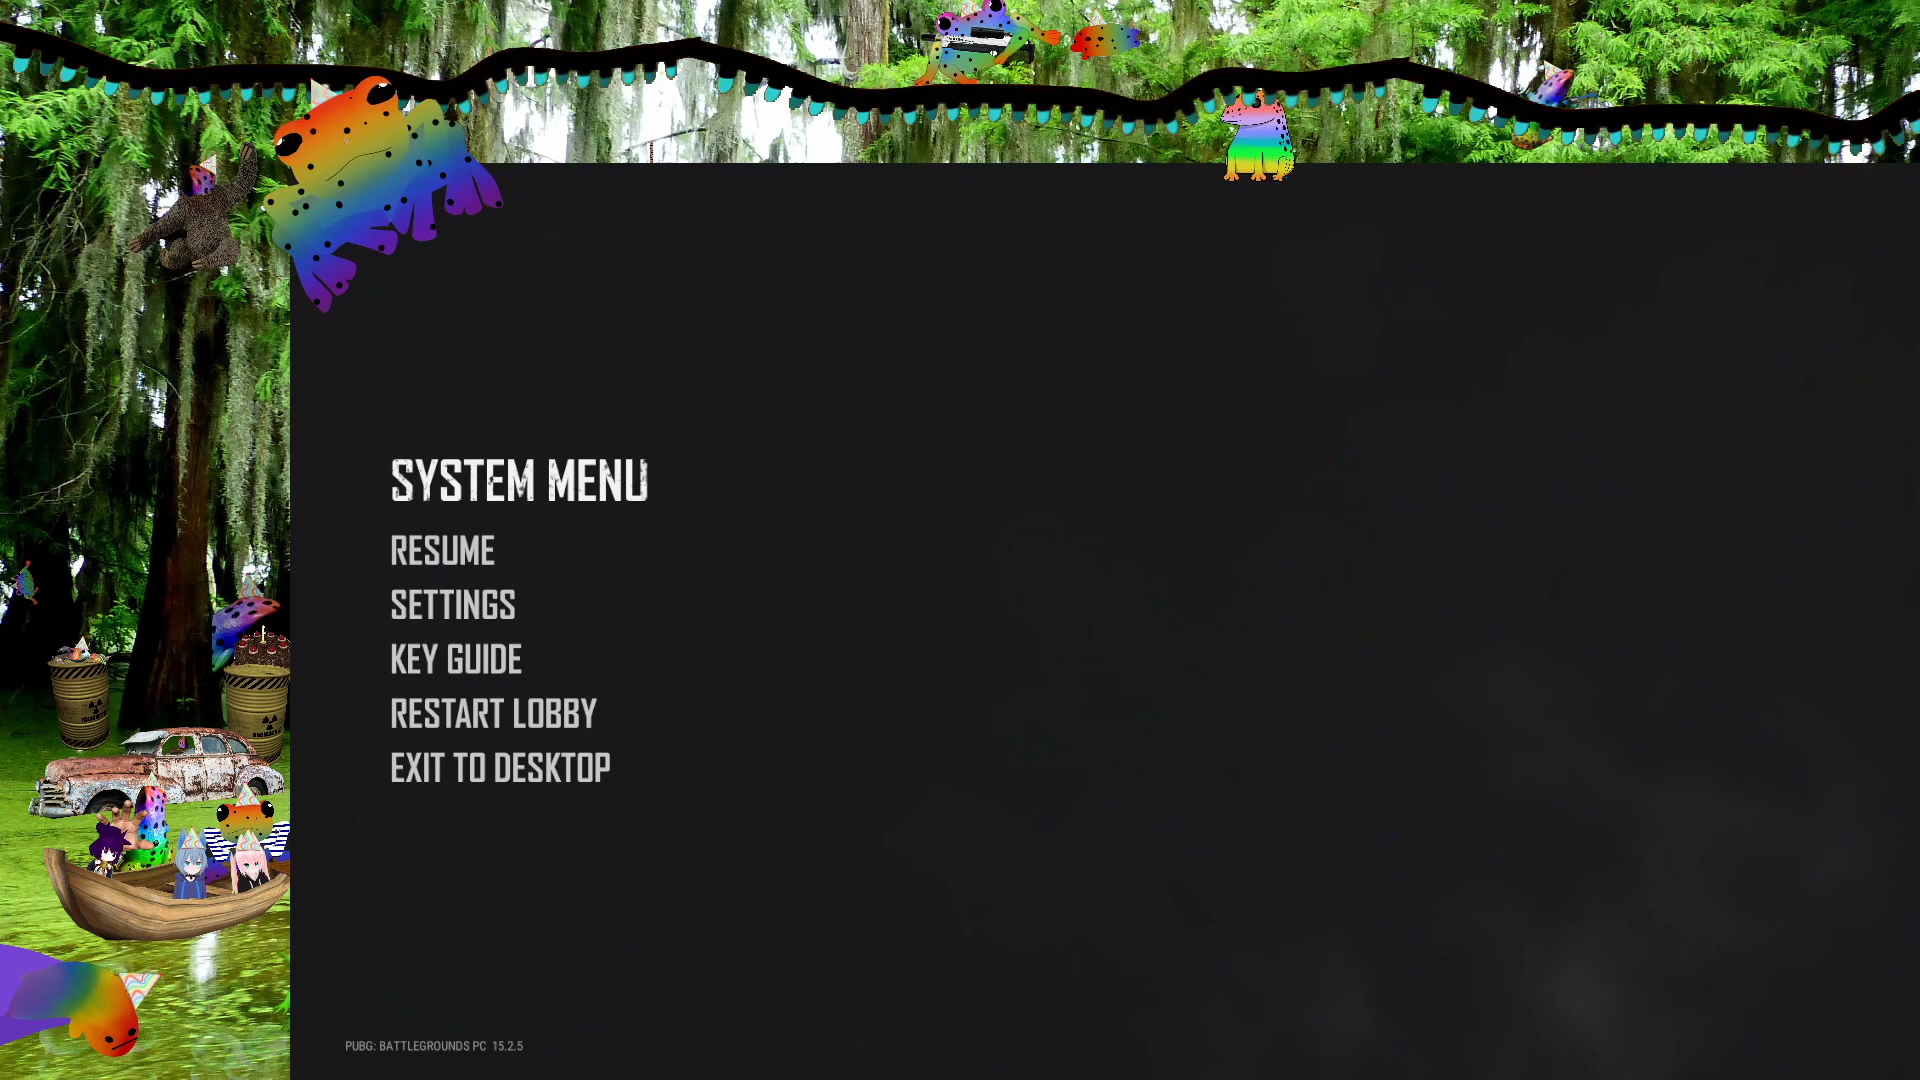 SYSTEM MENU
RESUME
SETTINGS
KEY GUIDE
RESTART LOBBY
EXIT TO DESKTOP
PUBG: BATTLEGROUNDS PC 15.2.5